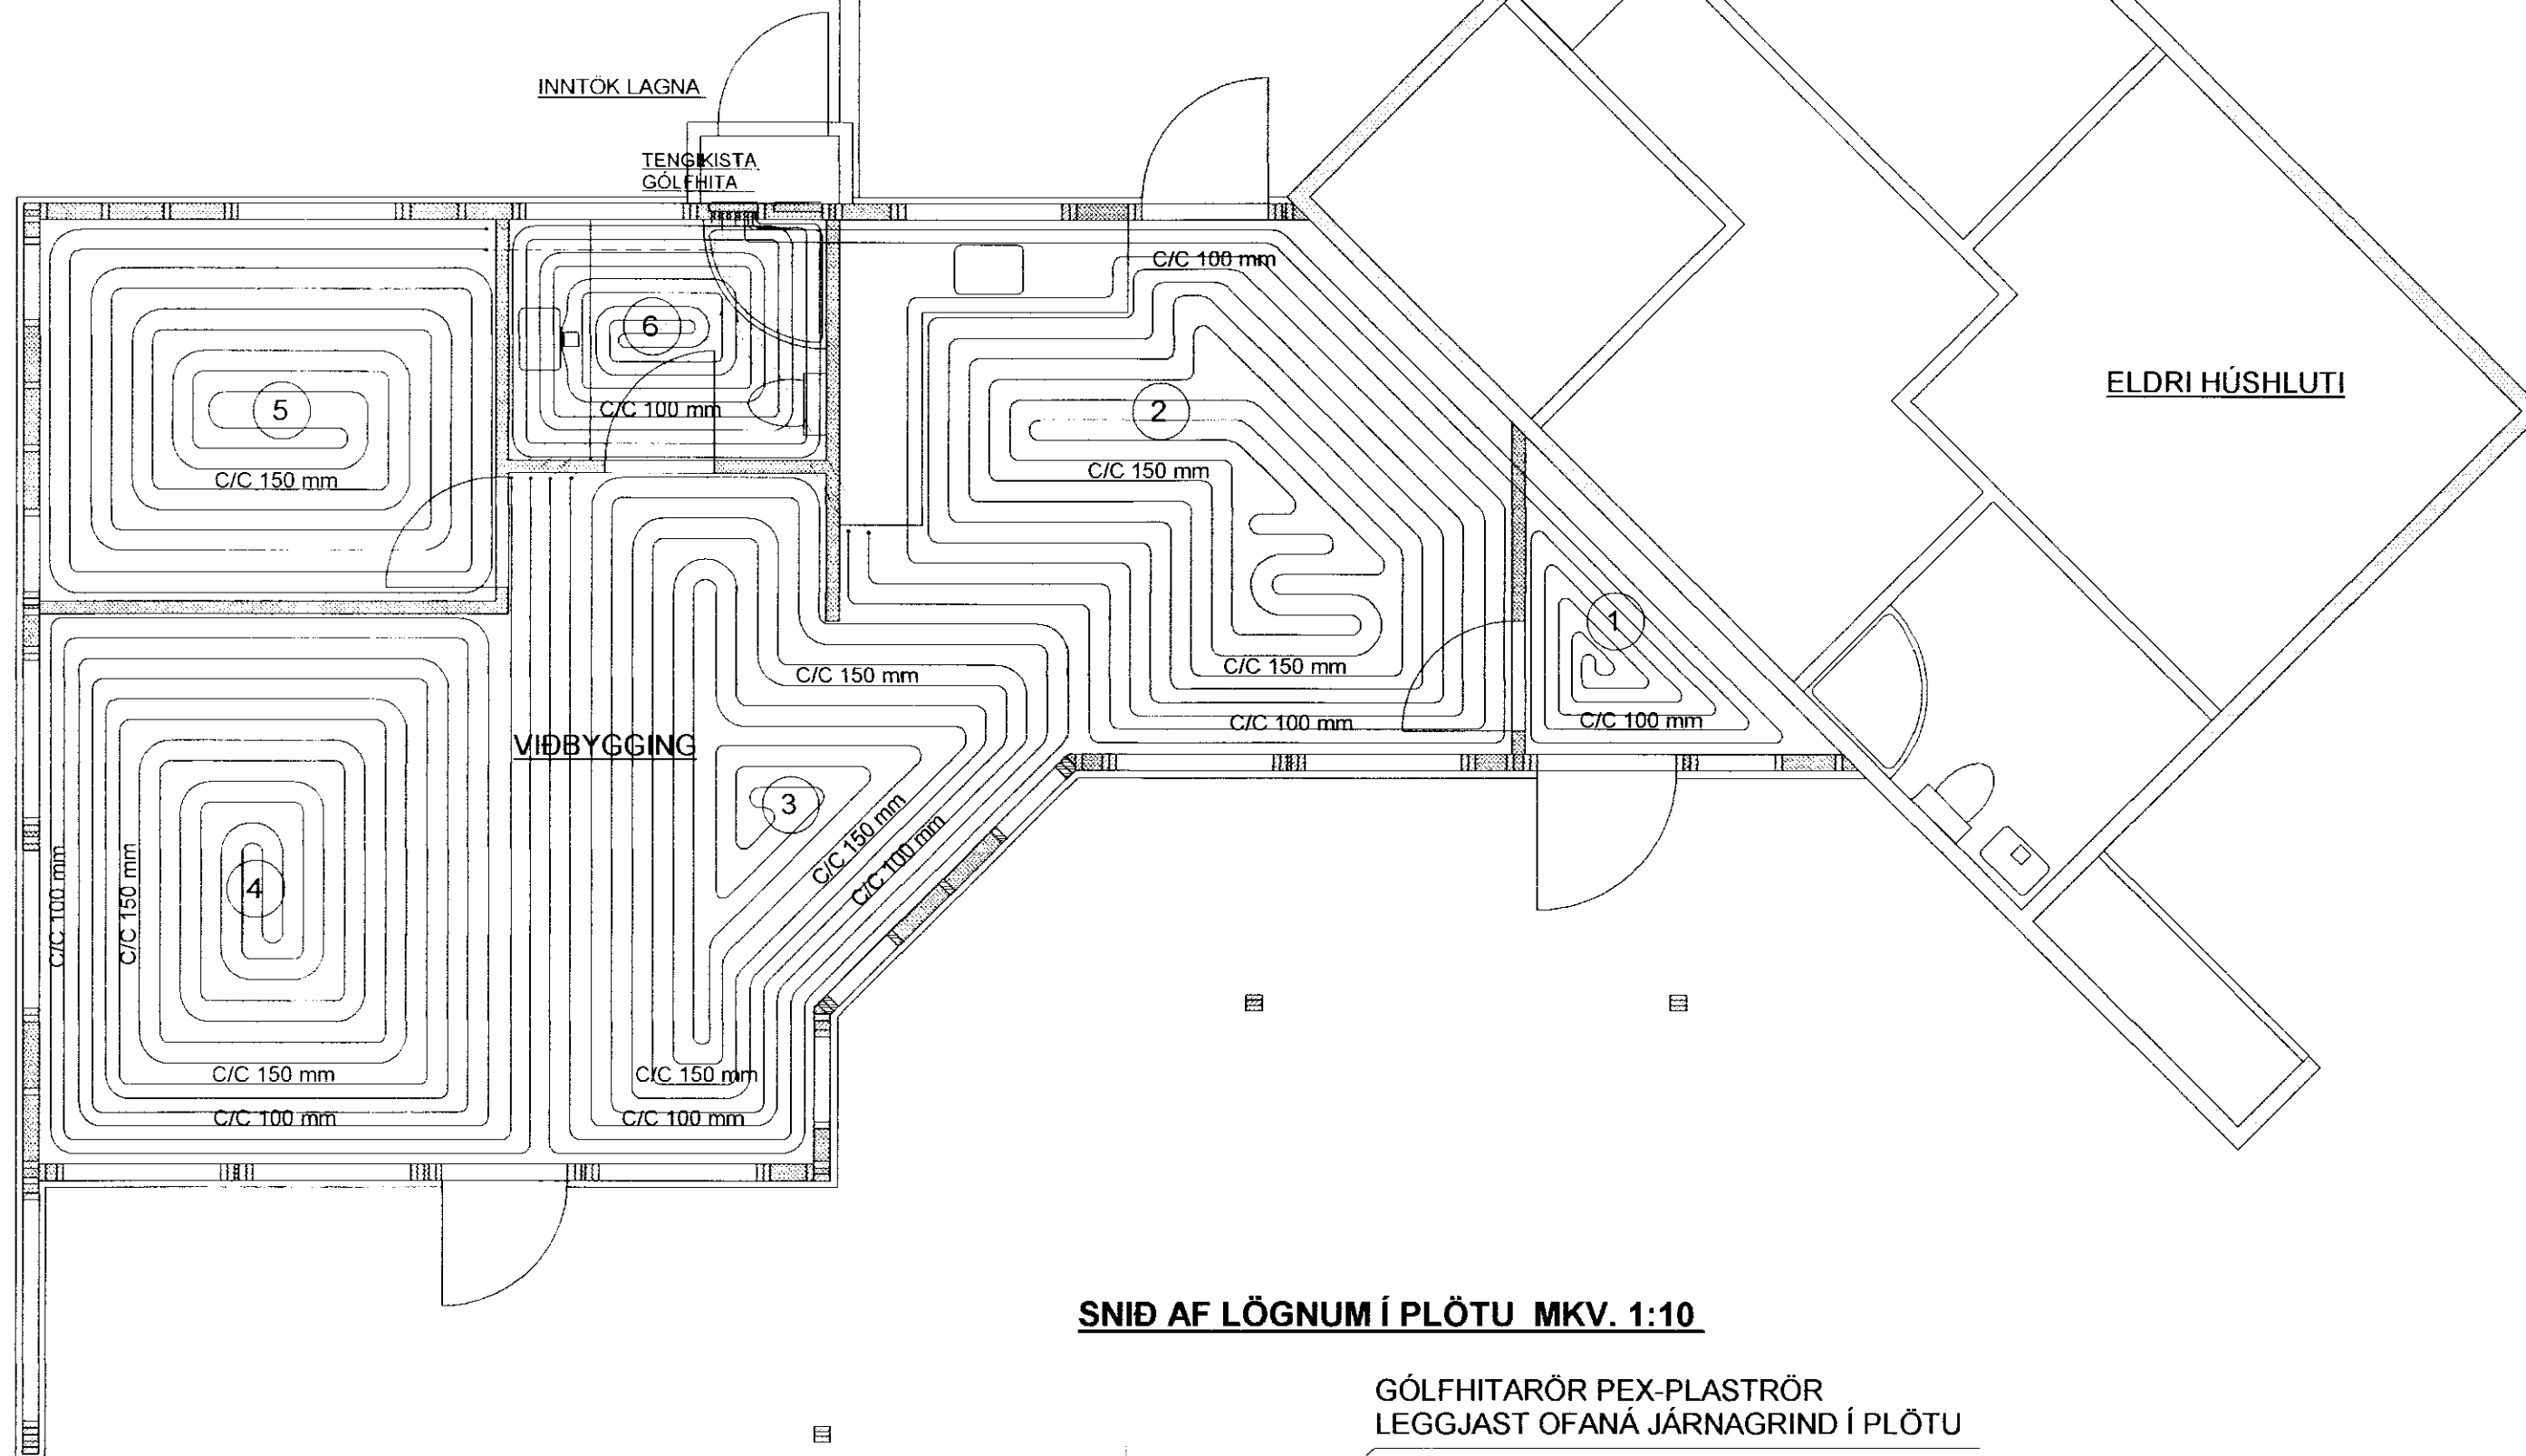 INNTÖK LAGNA
TENGIKISTA
GÓLFHITA
C/C 100 mm
6
C/C 100 mm
5
C/C 150 mm
2
C/C 150 mm
ELDRI HÚSHLUTI
1
C/C 150 mm
C/C 150 mm
C/C 100 mm
C/C 100 mm
VIÐBYGGING
3
C/C 150 mm
C/C 100 mm
4
C/C 100 mm
C/C 150 mm
C/C 150 mm
C/C 150 mm
C/C 100 mm
C/C 100 mm
SNIÐ AF LÖGNUM Í PLÖTU MKV. 1:10
GÓLFHITARÖR PEX-PLASTRÖR
LEGGJAST OFANÁ JÁRNAGRIND Í PLÖTU